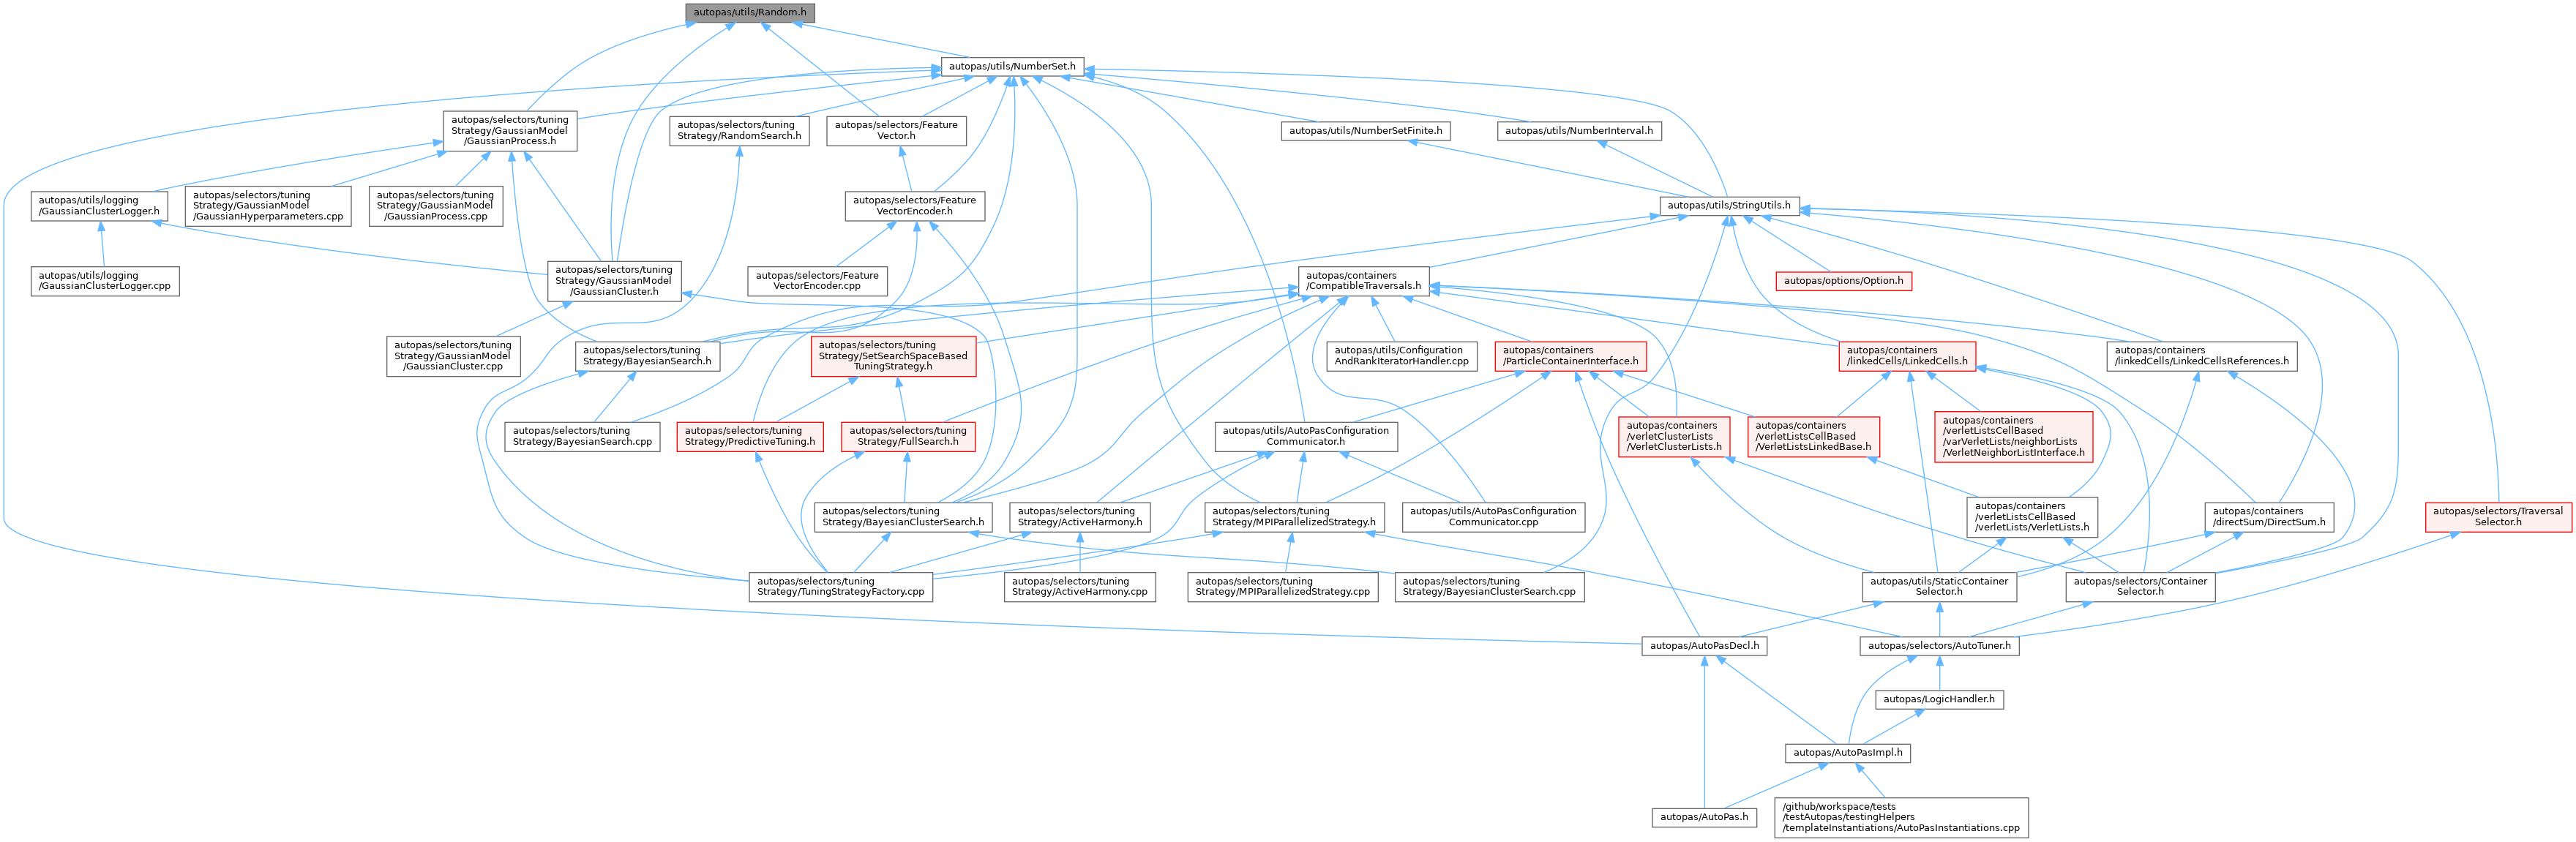 autopas/utils/Random.h
autopas/utils/NumberSet.h
autopas/selectors/tuning
Strategy/GaussianModel
/GaussianProcess.h
autopas/selectors/tuning
Strategy/RandomSearch.h
autopas/selectors/Feature
Vector.h
autopas/utils/NumberSetFinite.h
autopas/utils/NumberInterval.h
autopas/utils/logging
/GaussianClusterLogger.h
autopas/selectors/tuning
Strategy/GaussianModel
/GaussianHyperparameters.cpp
autopas/selectors/tuning
Strategy/GaussianModel
/GaussianProcess.cpp
autopas/selectors/Feature
VectorEncoder.h
autopas/utils/StringUtils.h
autopas/utils/logging
/GaussianClusterLogger.cpp
autopas/selectors/tuning
Strategy/GaussianModel
/GaussianCluster.h
autopas/selectors/Feature
VectorEncoder.cpp
autopas/containers
/CompatibleTraversals.h
autopas/options/Option.h
autopas/selectors/tuning
Strategy/GaussianModel
/GaussianCluster.cpp
autopas/selectors/tuning
Strategy/BayesianSearch.h
autopas/selectors/tuning
Strategy/SetSearchSpaceBased
TuningStrategy.h
autopas/utils/Configuration
AndRankIteratorHandler.cpp
autopas/containers
/ParticleContainerInterface.h
autopas/containers
/linkedCells/LinkedCells.h
autopas/containers
/linkedCells/LinkedCellsReferences.h
autopas/selectors/tuning
Strategy/BayesianSearch.cpp
autopas/selectors/tuning
Strategy/PredictiveTuning.h
autopas/selectors/tuning
Strategy/FullSearch.h
autopas/utils/AutoPasConfiguration
Communicator.h
autopas/containers
/verletClusterLists
/VerletClusterLists.h
autopas/containers
/verletListsCellBased
/VerletListsLinkedBase.h
autopas/containers
/verletListsCellBased
/varVerletLists/neighborLists
/VerletNeighborListInterface.h
autopas/selectors/tuning
Strategy/BayesianClusterSearch.h
autopas/selectors/tuning
Strategy/ActiveHarmony.h
autopas/selectors/tuning
Strategy/MPIParallelizedStrategy.h
autopas/utils/AutoPasConfiguration
Communicator.cpp
autopas/containers
/verletListsCellBased
/verletLists/VerletLists.h
autopas/containers
/directSum/DirectSum.h
autopas/selectors/Traversal
Selector.h
autopas/selectors/tuning
Strategy/TuningStrategyFactory.cpp
autopas/selectors/tuning
Strategy/ActiveHarmony.cpp
autopas/selectors/tuning
Strategy/MPIParallelizedStrategy.cpp
autopas/selectors/tuning
Strategy/BayesianClusterSearch.cpp
autopas/utils/StaticContainer
Selector.h
autopas/selectors/Container
Selector.h
autopas/AutoPasDecl.h
autopas/selectors/AutoTuner.h
autopas/LogicHandler.h
autopas/AutoPasImpl.h
autopas/AutoPas.h
/github/workspace/tests
/testAutopas/testingHelpers
/templateInstantiations/AutoPasInstantiations.cpp